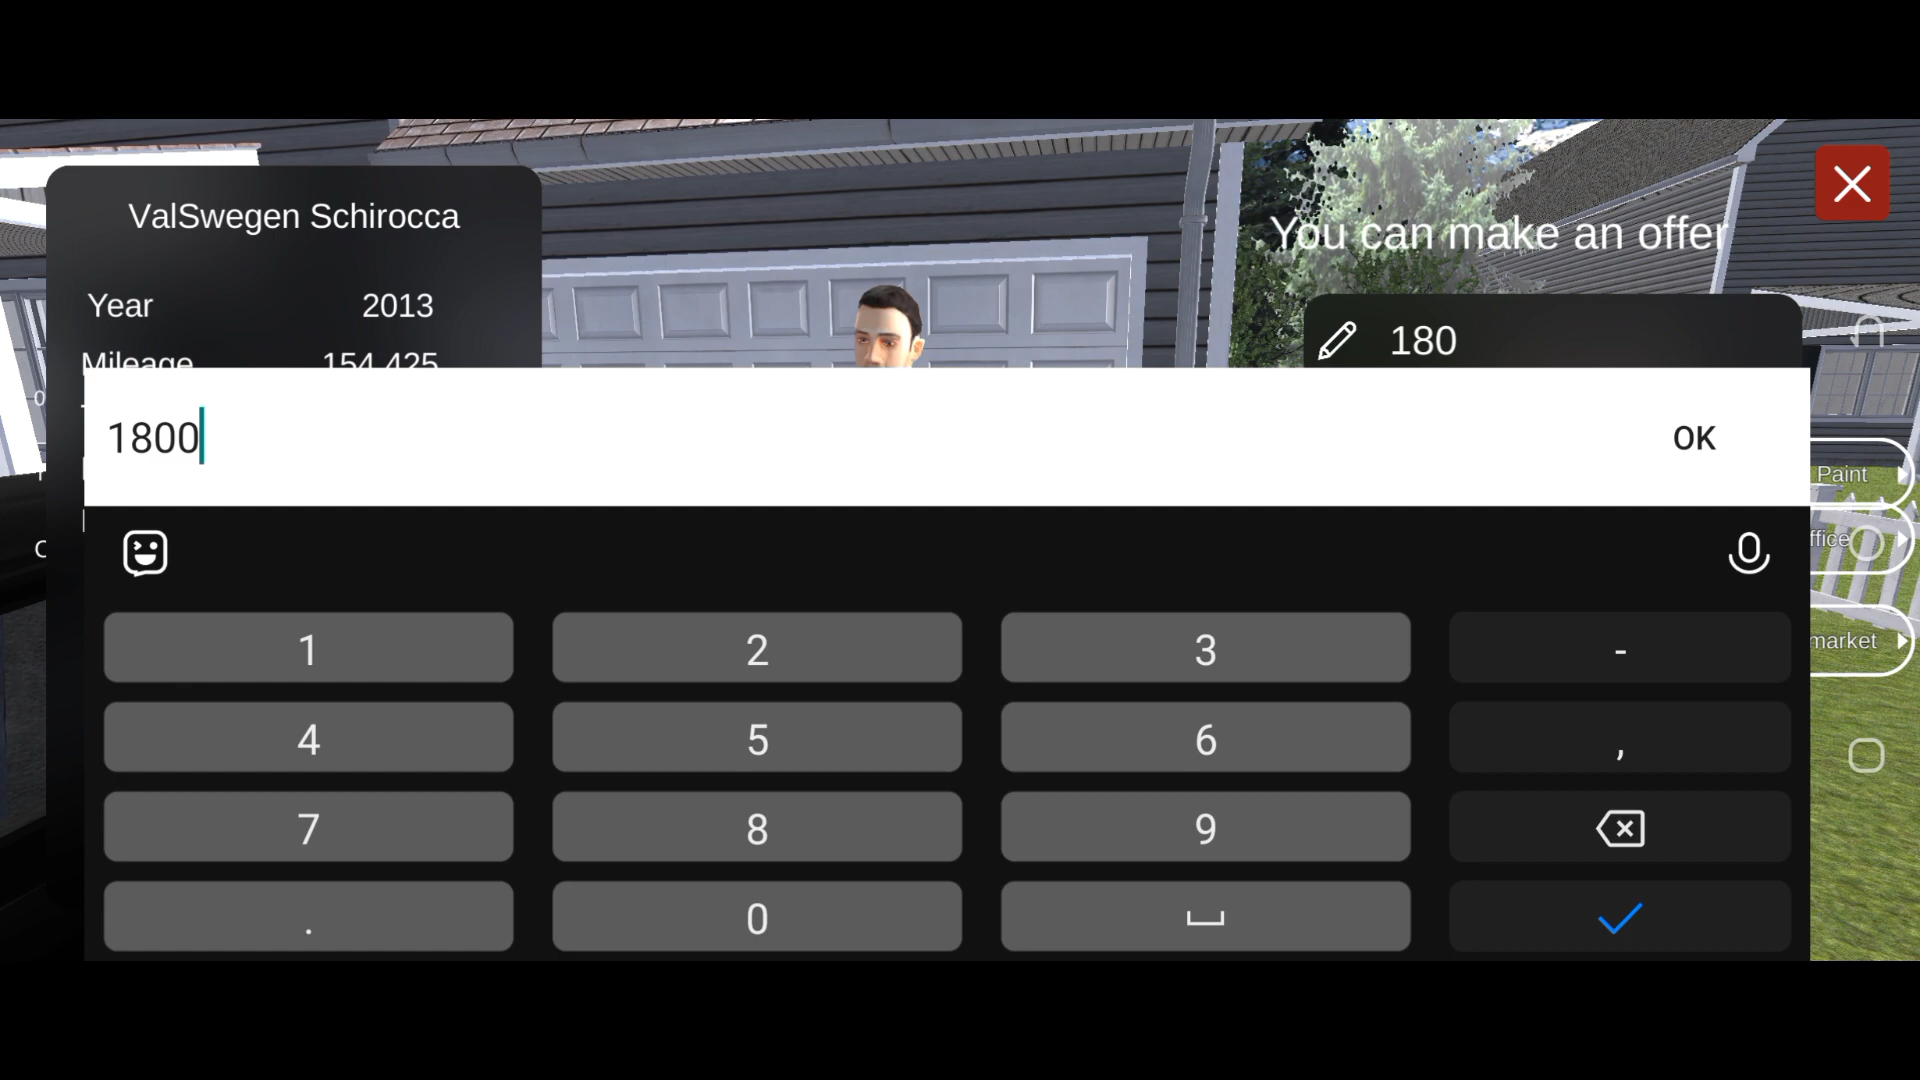 ValSwegen Schirocca
You can make an offer
Year 2013
180
Mileage 154,425
1800
OK
Paint
ffice
market
1 2 3 -
4 5 6 ,
7 8 9
. 0